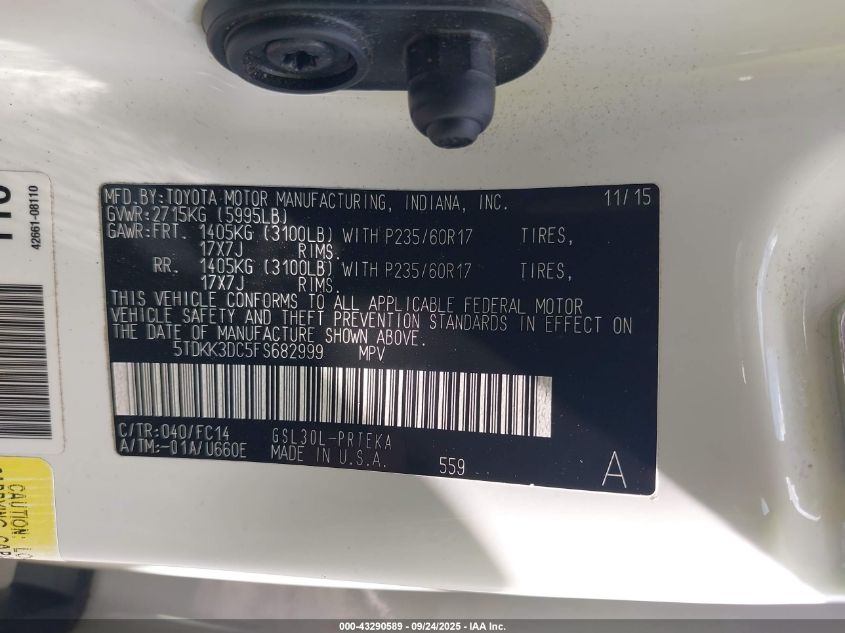 MFD.BY:TOYOTA MOTOR MANUFACTURING, INDIANA, INC. 11/15
GVWR:2715KG (5995LB)
GAWR:FRT. 1405KG (3100LB) WITH P235/60R17 TIRES,
17X7J RIMS.
RR. 1405KG (3100LB) WITH P235/60R17 TIRES,
17X7J RIMS.
THIS VEHICLE CONFORMS TO ALL APPLICABLE FEDERAL MOTOR
VEHICLE SAFETY AND THEFT PREVENTION STANDARDS IN EFFECT ON
THE DATE OF MANUFACTURE SHOWN ABOVE.
5TDKK3DC5FS682999 MPV
C/TR:040/FC14 GSL30L-PRTEKA
A/TM:-01A/U660E MADE IN U.S.A. 559 A
42661-08110
CAUTION:
000-43290589 - 09/24/2025 - IAA Inc.